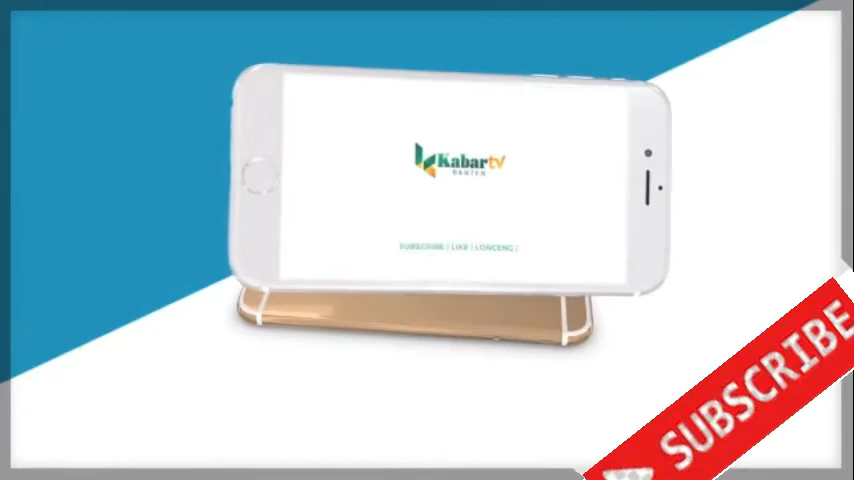 Kabartv
BANTEN
SUBSCRIBE | LIKE | LONCENG |
SUBSCRIBE